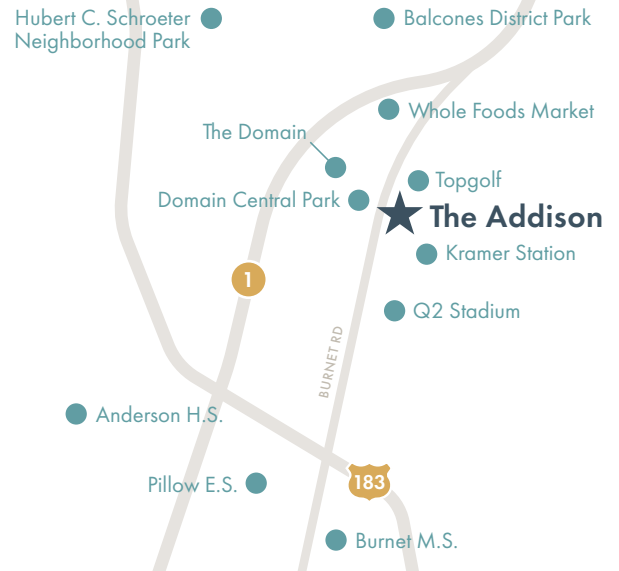 Hubert C. Schroeter
Neighborhood Park
Balcones District Park
Whole Foods Market
The Domain
Topgolf
Domain Central Park
The Addison
Kramer Station
1
Q2 Stadium
BURNET RD
Anderson H.S.
Pillow E.S.
183
Burnet M.S.